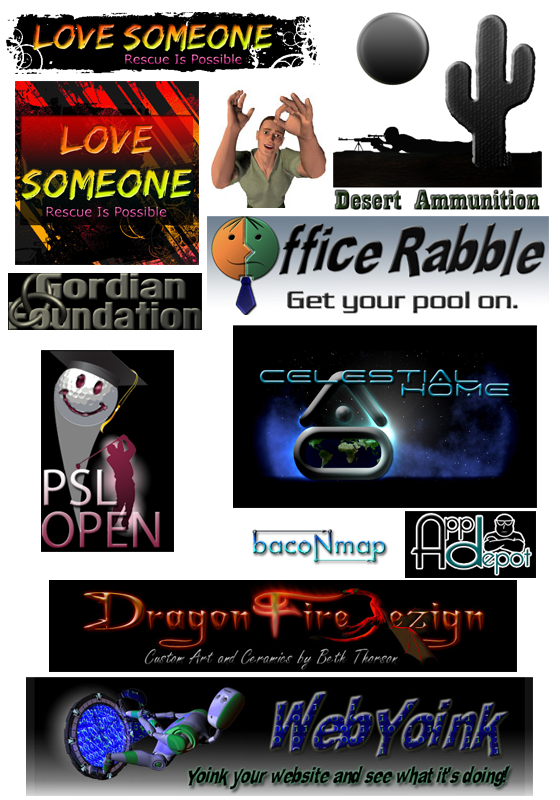 LOVE SOMEONE
Rescue Is Possible
LOVE
SOMEONE
Rescue Is Possible
Desert Ammunition
Office Rabble
Get your pool on.
Gordian
Foundation
CELESTIAL
HOME
PSL
OPEN
bacoNmap
App
Depot
DragonFireDezign
Custom Art and Ceramics by Beth Thorson
WebYoink
Yoink your website and see what it's doing!